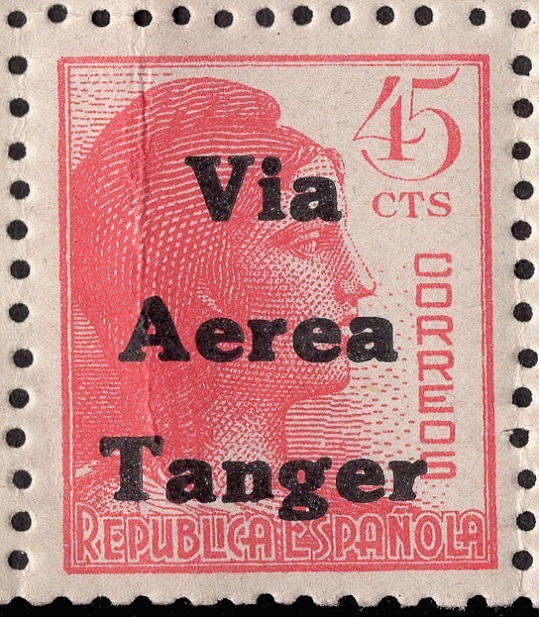 45
CTS
Via
Aerea
Tanger
CORREOS
REPUBLICA ESPAÑOLA